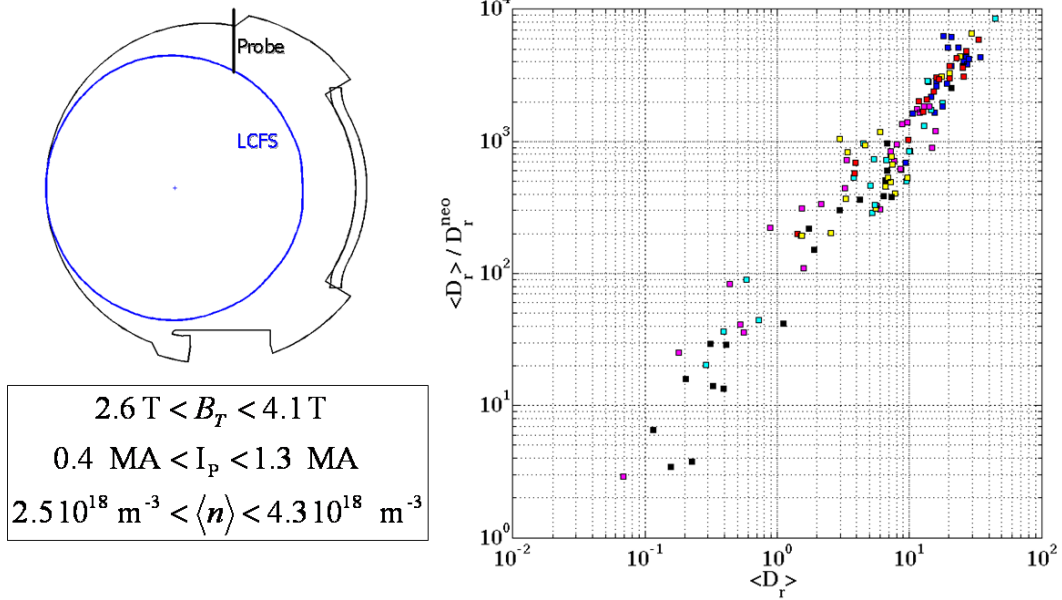 Probe
LCFS
2.6 T < B_T < 4.1 T
0.4 MA < I_P < 1.3 MA
2.5 10^18 m^-3 < ⟨n⟩ < 4.3 10^18 m^-3
<D_r> / D_r^neo
10^4
10^3
10^2
10^1
10^0
10^-2 10^-1 10^0 10^1 10^2
<D_r>